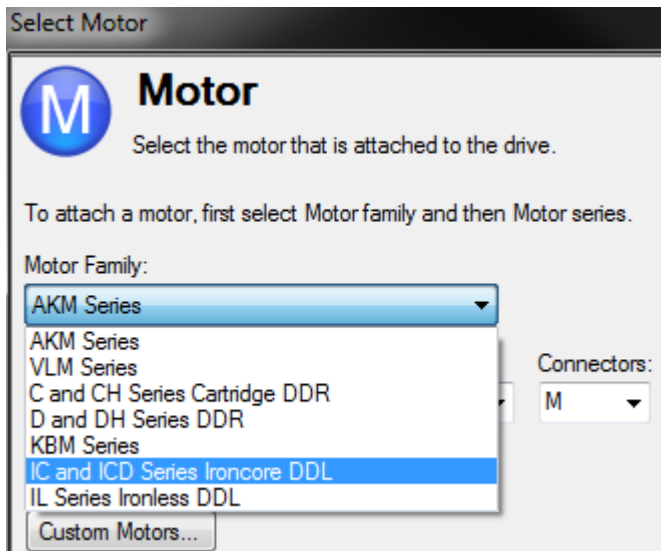 Select Motor
M
Motor
Select the motor that is attached to the drive.
To attach a motor, first select Motor family and then Motor series.
Motor Family:
AKM Series
AKM Series
VLM Series
C and CH Series Cartridge DDR
D and DH Series DDR
KBM Series
IC and ICD Series Ironcore DDL
IL Series Ironless DDL
Connectors:
M
Custom Motors...